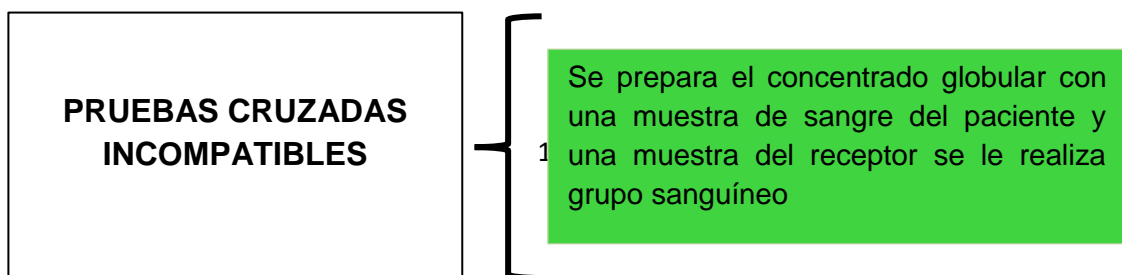 PRUEBAS CRUZADAS
INCOMPATIBLES
1
Se prepara el concentrado globular con
una muestra de sangre del paciente y
una muestra del receptor se le realiza
grupo sanguíneo